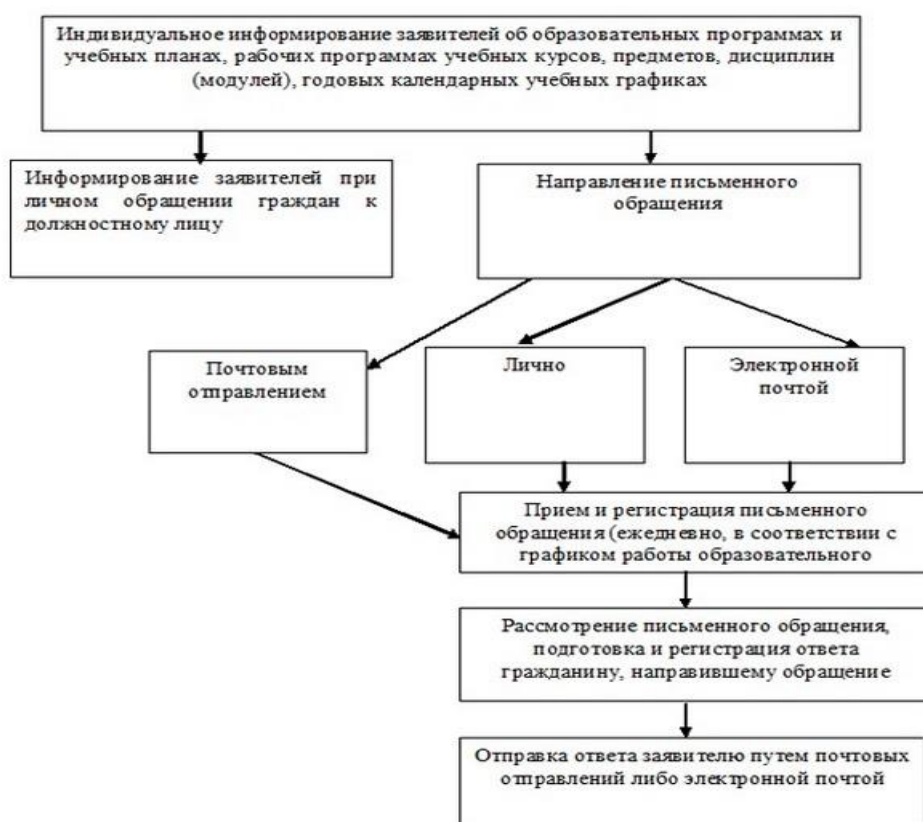 Индивидуальное информирование заявителей об образовательных программах и
учебных планах, рабочих программах учебных курсов, предметов, дисциплин
(модулей), годовых календарных учебных графиках
Информирование заявителей при
личном обращении граждан к
должностному лицу
Направление письменного
обращения
Почтовым
отправлением
Лично
Электронной
почтой
Прием и регистрация письменного
обращения (ежедневно, в соответствии с
графиком работы образовательного
Рассмотрение письменного обращения,
подготовка и регистрация ответа
гражданину, направившему обращение
Отправка ответа заявителю путем почтовых
отправлений либо электронной почтой